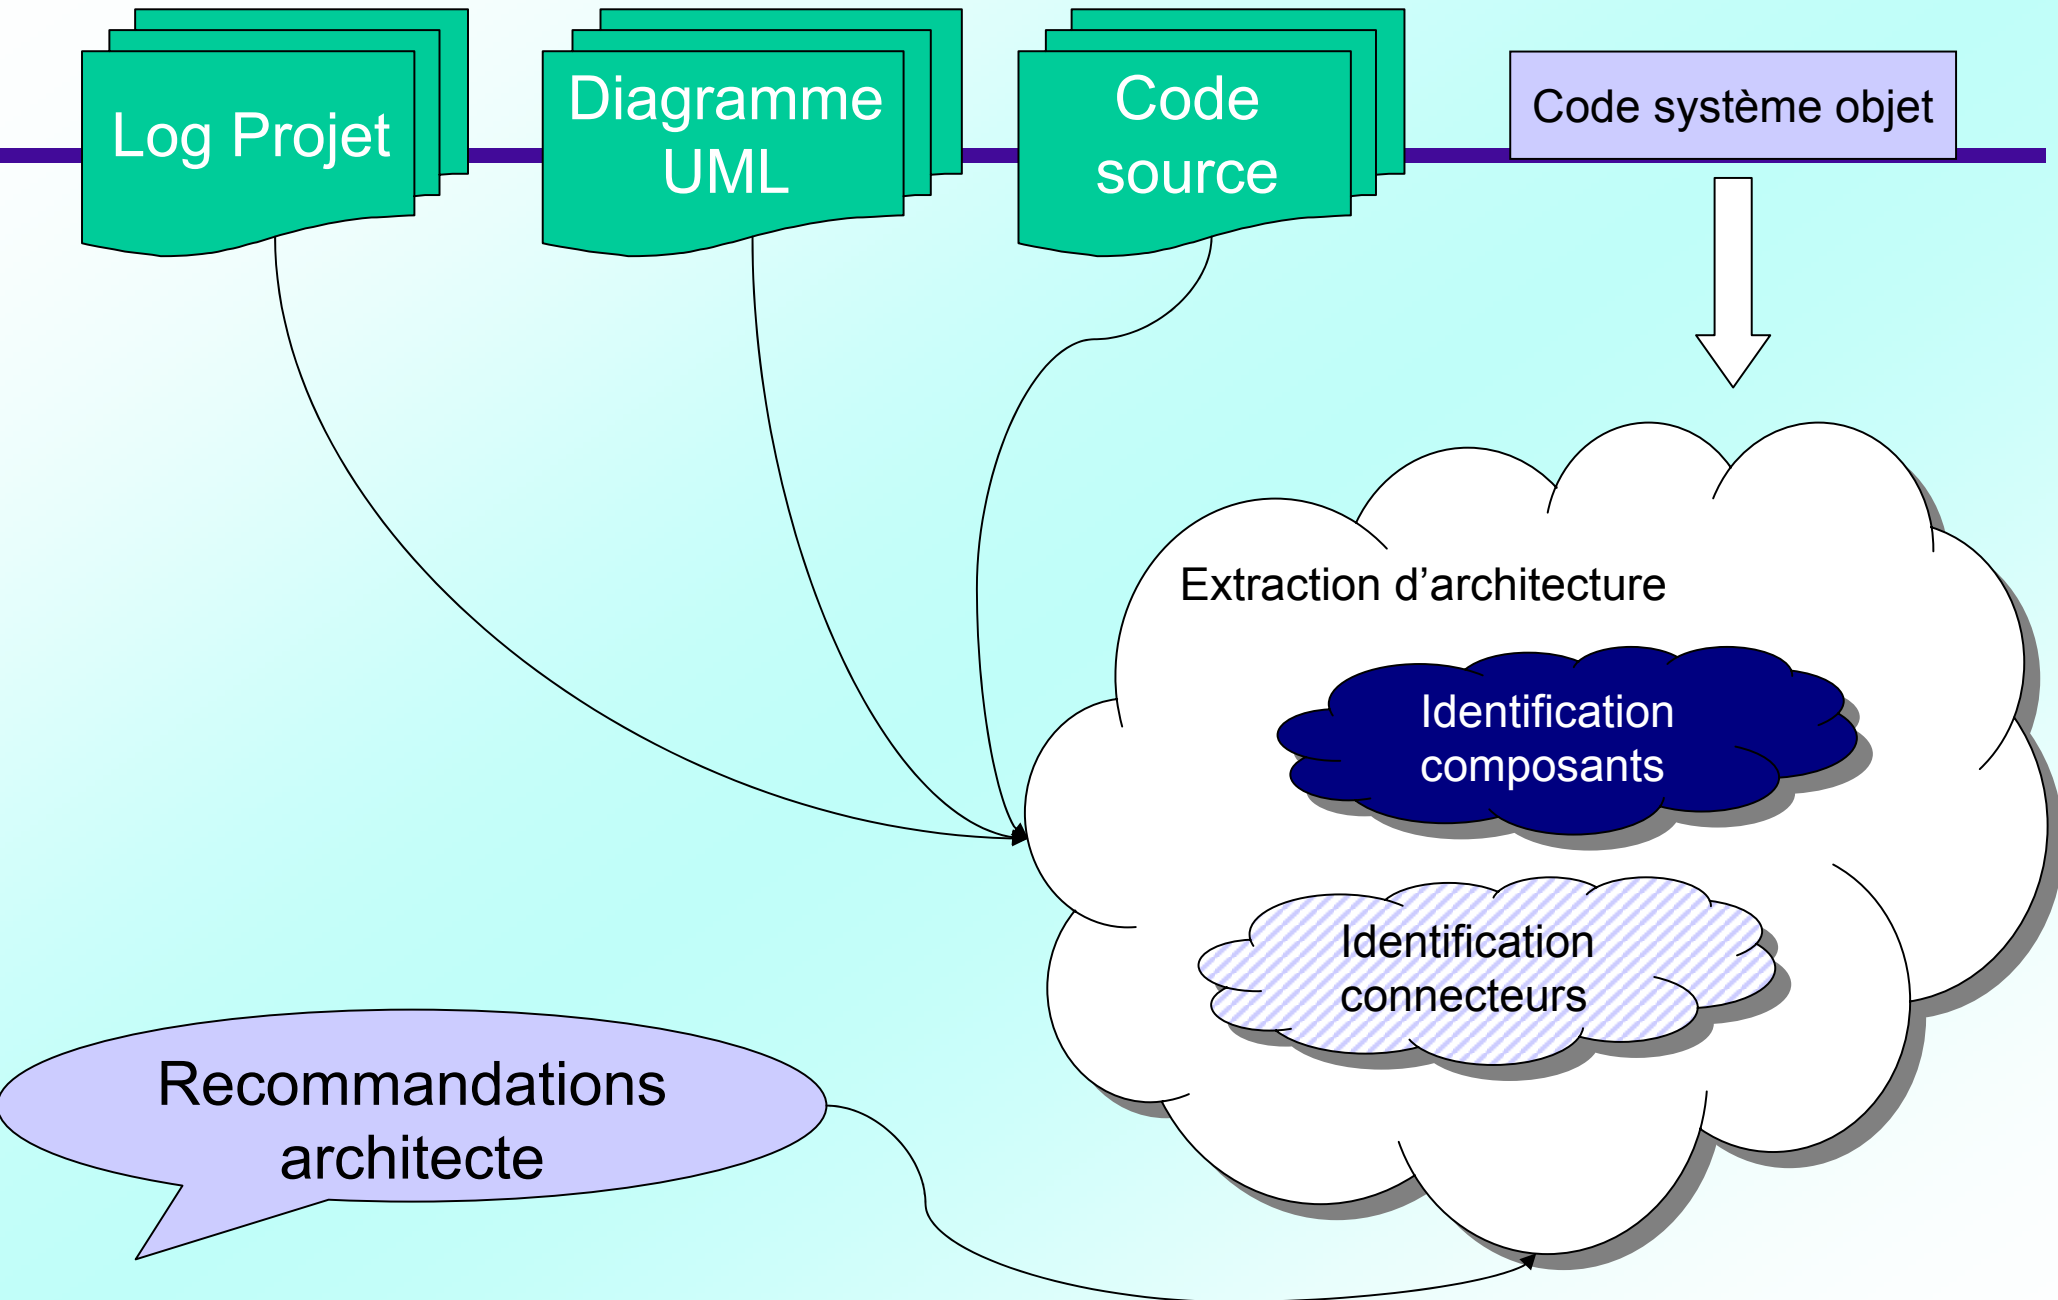 Log Projet
Diagramme
UML
Code
source
Code système objet
Extraction d’architecture
Identification
composants
Identification
connecteurs
Recommandations
architecte